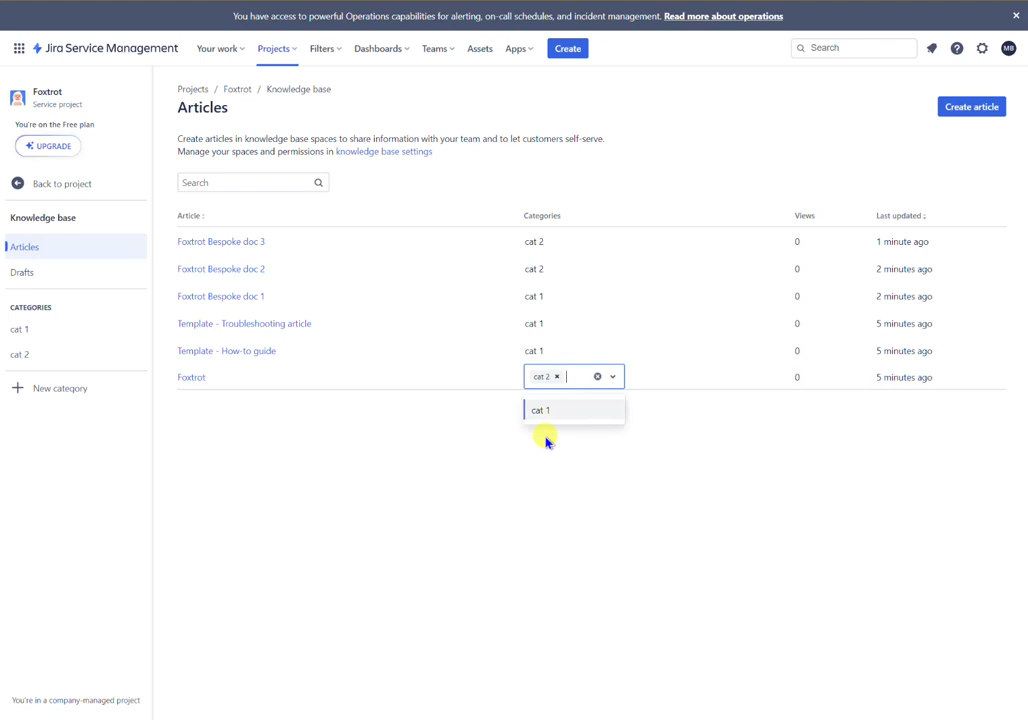 You have access to powerful Operations capabilities for alerting, on-call schedules, and incident management. Read more about operations
Jira Service Management Your work Projects Filters Dashboards Teams Assets Apps Create Search MB
Foxtrot
Service project
You're on the Free plan
UPGRADE
Back to project
Knowledge base
Articles
Drafts
CATEGORIES
cat 1
cat 2
New category
You're in a company-managed project
Projects / Foxtrot / Knowledge base
Articles
Create article
Create articles in knowledge base spaces to share information with your team and to let customers self-serve.
Manage your spaces and permissions in knowledge base settings
Search
Article Categories Views Last updated
Foxtrot Bespoke doc 3 cat 2 0 1 minute ago
Foxtrot Bespoke doc 2 cat 2 0 2 minutes ago
Foxtrot Bespoke doc 1 cat 1 0 2 minutes ago
Template - Troubleshooting article cat 1 0 5 minutes ago
Template - How-to guide cat 1 0 5 minutes ago
Foxtrot cat 2 0 5 minutes ago
cat 1